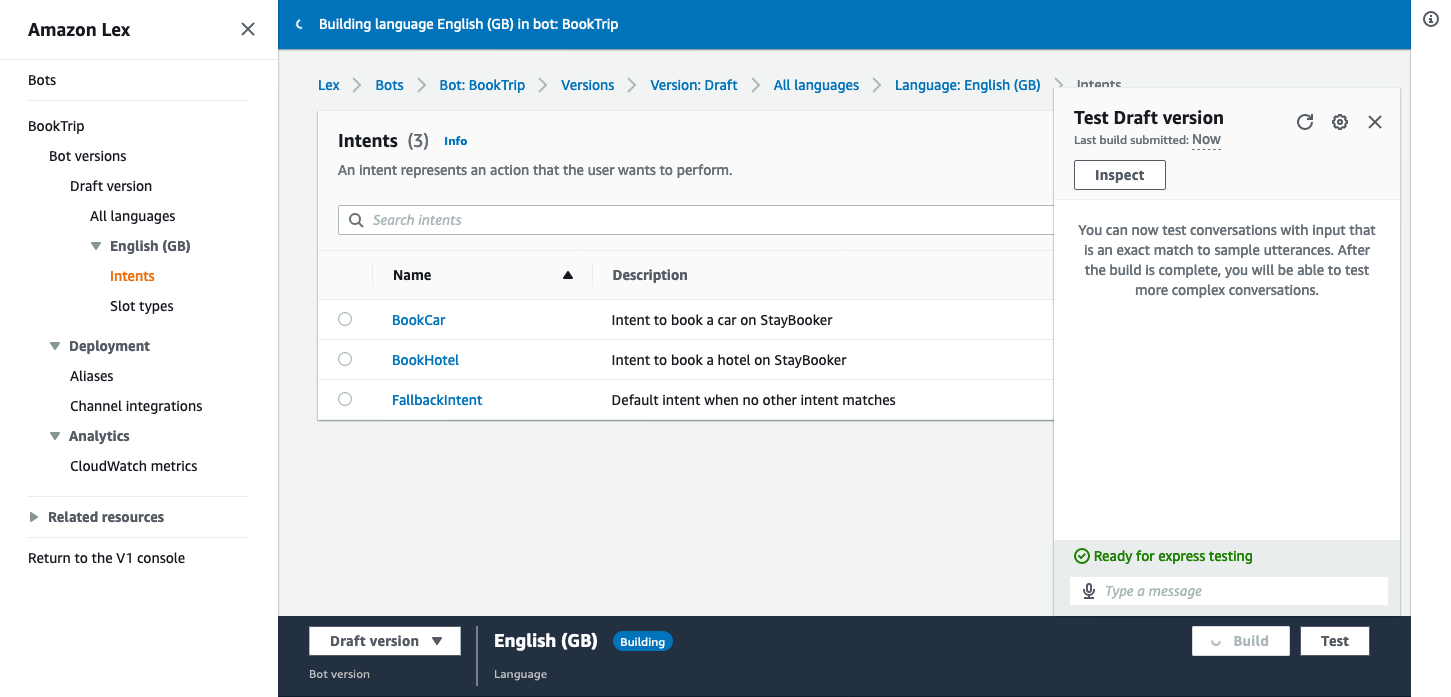 Amazon Lex
Bots
BookTrip
Bot versions
Draft version
All languages
English (GB)
Intents
Slot types
Deployment
Aliases
Channel integrations
Analytics
CloudWatch metrics
Related resources
Return to the V1 console
Building language English (GB) in bot: BookTrip
Lex Bots Bot: BookTrip Versions Version: Draft All languages Language: English (GB) Intents
Intents (3) Info
An intent represents an action that the user wants to perform.
Search intents
Name Description
BookCar Intent to book a car on StayBooker
BookHotel Intent to book a hotel on StayBooker
FallbackIntent Default intent when no other intent matches
Test Draft version
Last build submitted: Now
Inspect
You can now test conversations with input that
is an exact match to sample utterances. After
the build is complete, you will be able to test
more complex conversations.
Ready for express testing
Type a message
Draft version English (GB) Building Build Test
Bot version Language